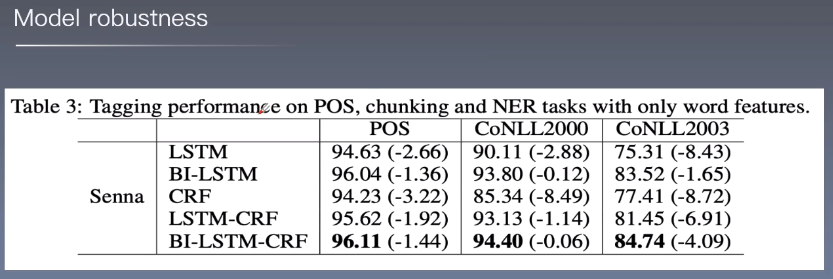 Model robustness
Table 3: Tagging performance on POS, chunking and NER tasks with only word features.
POS CoNLL2000 CoNLL2003
LSTM 94.63 (-2.66) 90.11 (-2.88) 75.31 (-8.43)
BI-LSTM 96.04 (-1.36) 93.80 (-0.12) 83.52 (-1.65)
Senna CRF 94.23 (-3.22) 85.34 (-8.49) 77.41 (-8.72)
LSTM-CRF 95.62 (-1.92) 93.13 (-1.14) 81.45 (-6.91)
BI-LSTM-CRF 96.11 (-1.44) 94.40 (-0.06) 84.74 (-4.09)